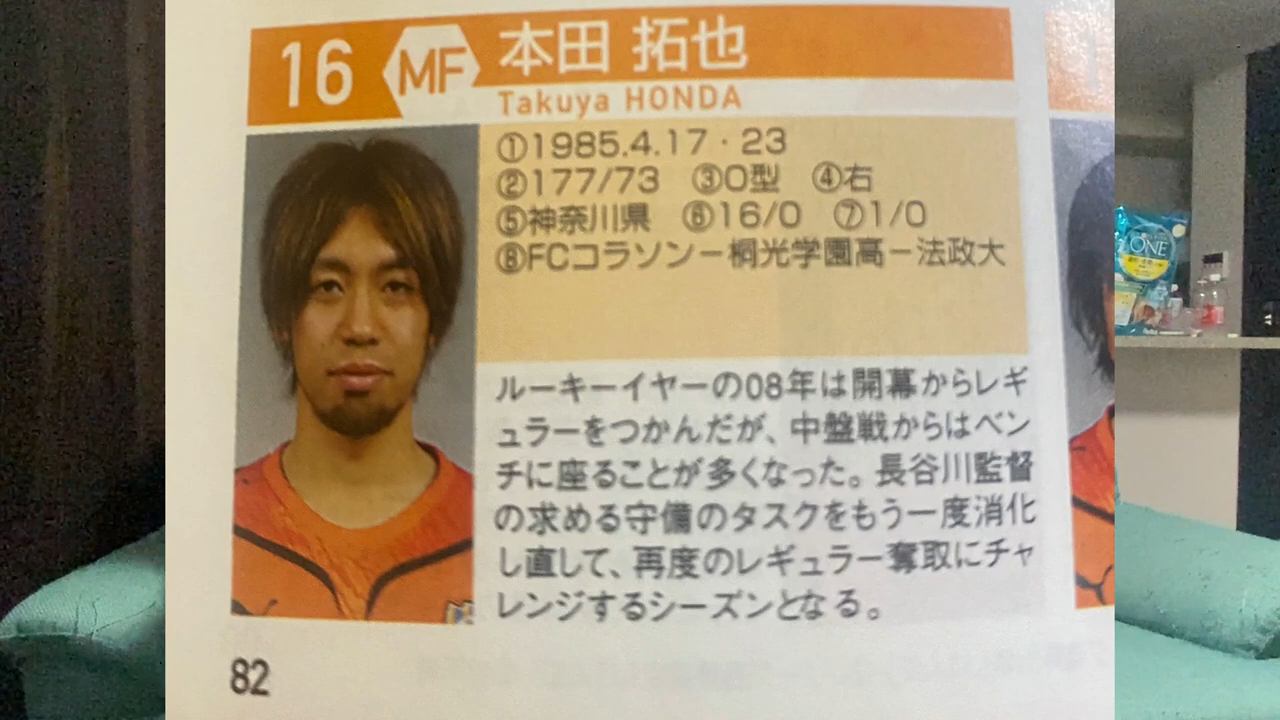 16 MF 本田 拓也
Takuya HONDA
①1985.4.17・23
②177/73 ③O型 ④右
⑤神奈川県 ⑥16/0 ⑦1/0
⑧FCコラソン－桐光学園高－法政大
ルーキーイヤーの08年は開幕からレギ
ュラーをつかんだが、中盤戦からはベン
チに座ることが多くなった。長谷川監督
の求める守備のタスクをもう一度消化
し直して、再度のレギュラー奪取にチャ
レンジするシーズンとなる。
82
ONE